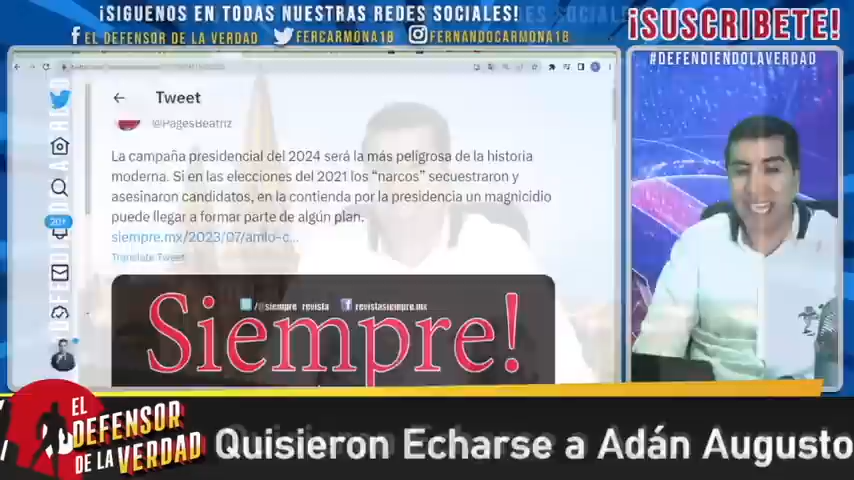 ¡SIGUENOS EN TODAS NUESTRAS REDES SOCIALES!
EL DEFENSOR DE LA VERDAD FERCARMONA18 FERNANDOCARMONA18
¡SUSCRIBETE!
#DEFENDIENDOLAVERDAD
Tweet
@PagesBeatriz
La campaña presidencial del 2024 será la más peligrosa de la historia
moderna. Si en las elecciones del 2021 los “narcos” secuestraron y
asesinaron candidatos, en la contienda por la presidencia un magnicidio
puede llegar a formar parte de algún plan.
siempre.mx/2023/07/amlo-c...
Translate Tweet
20+
/@siempre_revista revistasiempre.mx
Siempre!
EL
DEFENSOR
DE LA VERDAD
Quisieron Echarse a Adán Augusto